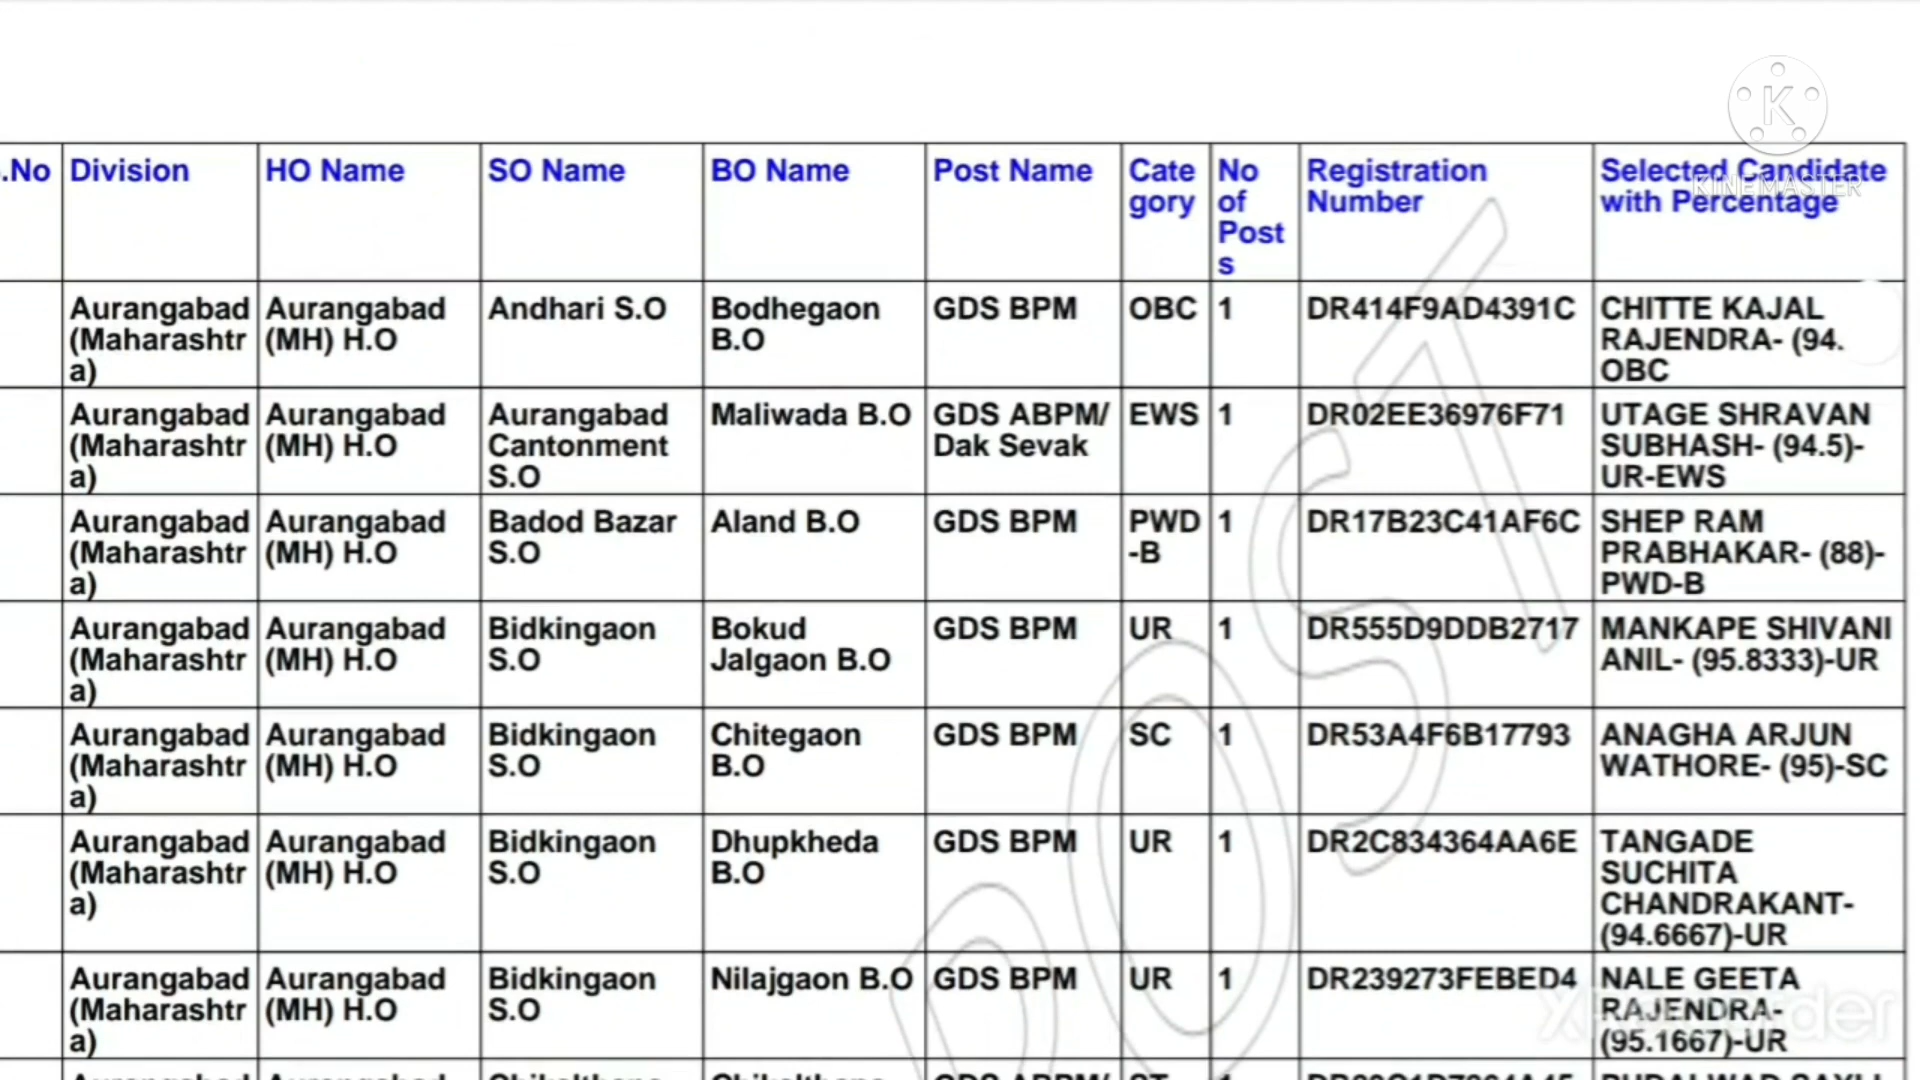 K
KINEMASTER
.No Division HO Name SO Name BO Name Post Name Cate gory No of Post s Registration Number Selected Candidate with Percentage
Aurangabad (Maharashtr a) Aurangabad (MH) H.O Andhari S.O Bodhegaon B.O GDS BPM OBC 1 DR414F9AD4391C CHITTE KAJAL RAJENDRA- (94. OBC
Aurangabad (Maharashtr a) Aurangabad (MH) H.O Aurangabad Cantonment S.O Maliwada B.O GDS ABPM/ Dak Sevak EWS 1 DR02EE36976F71 UTAGE SHRAVAN SUBHASH- (94.5)- UR-EWS
Aurangabad (Maharashtr a) Aurangabad (MH) H.O Badod Bazar S.O Aland B.O GDS BPM PWD -B 1 DR17B23C41AF6C SHEP RAM PRABHAKAR- (88)- PWD-B
Aurangabad (Maharashtr a) Aurangabad (MH) H.O Bidkingaon S.O Bokud Jalgaon B.O GDS BPM UR 1 DR555D9DDB2717 MANKAPE SHIVANI ANIL- (95.8333)-UR
Aurangabad (Maharashtr a) Aurangabad (MH) H.O Bidkingaon S.O Chitegaon B.O GDS BPM SC 1 DR53A4F6B17793 ANAGHA ARJUN WATHORE- (95)-SC
Aurangabad (Maharashtr a) Aurangabad (MH) H.O Bidkingaon S.O Dhupkheda B.O GDS BPM UR 1 DR2C834364AA6E TANGADE SUCHITA CHANDRAKANT- (94.6667)-UR
Aurangabad (Maharashtr a) Aurangabad (MH) H.O Bidkingaon S.O Nilajgaon B.O GDS BPM UR 1 DR239273FEBED4 NALE GEETA RAJENDRA- (95.1667)-UR
POST